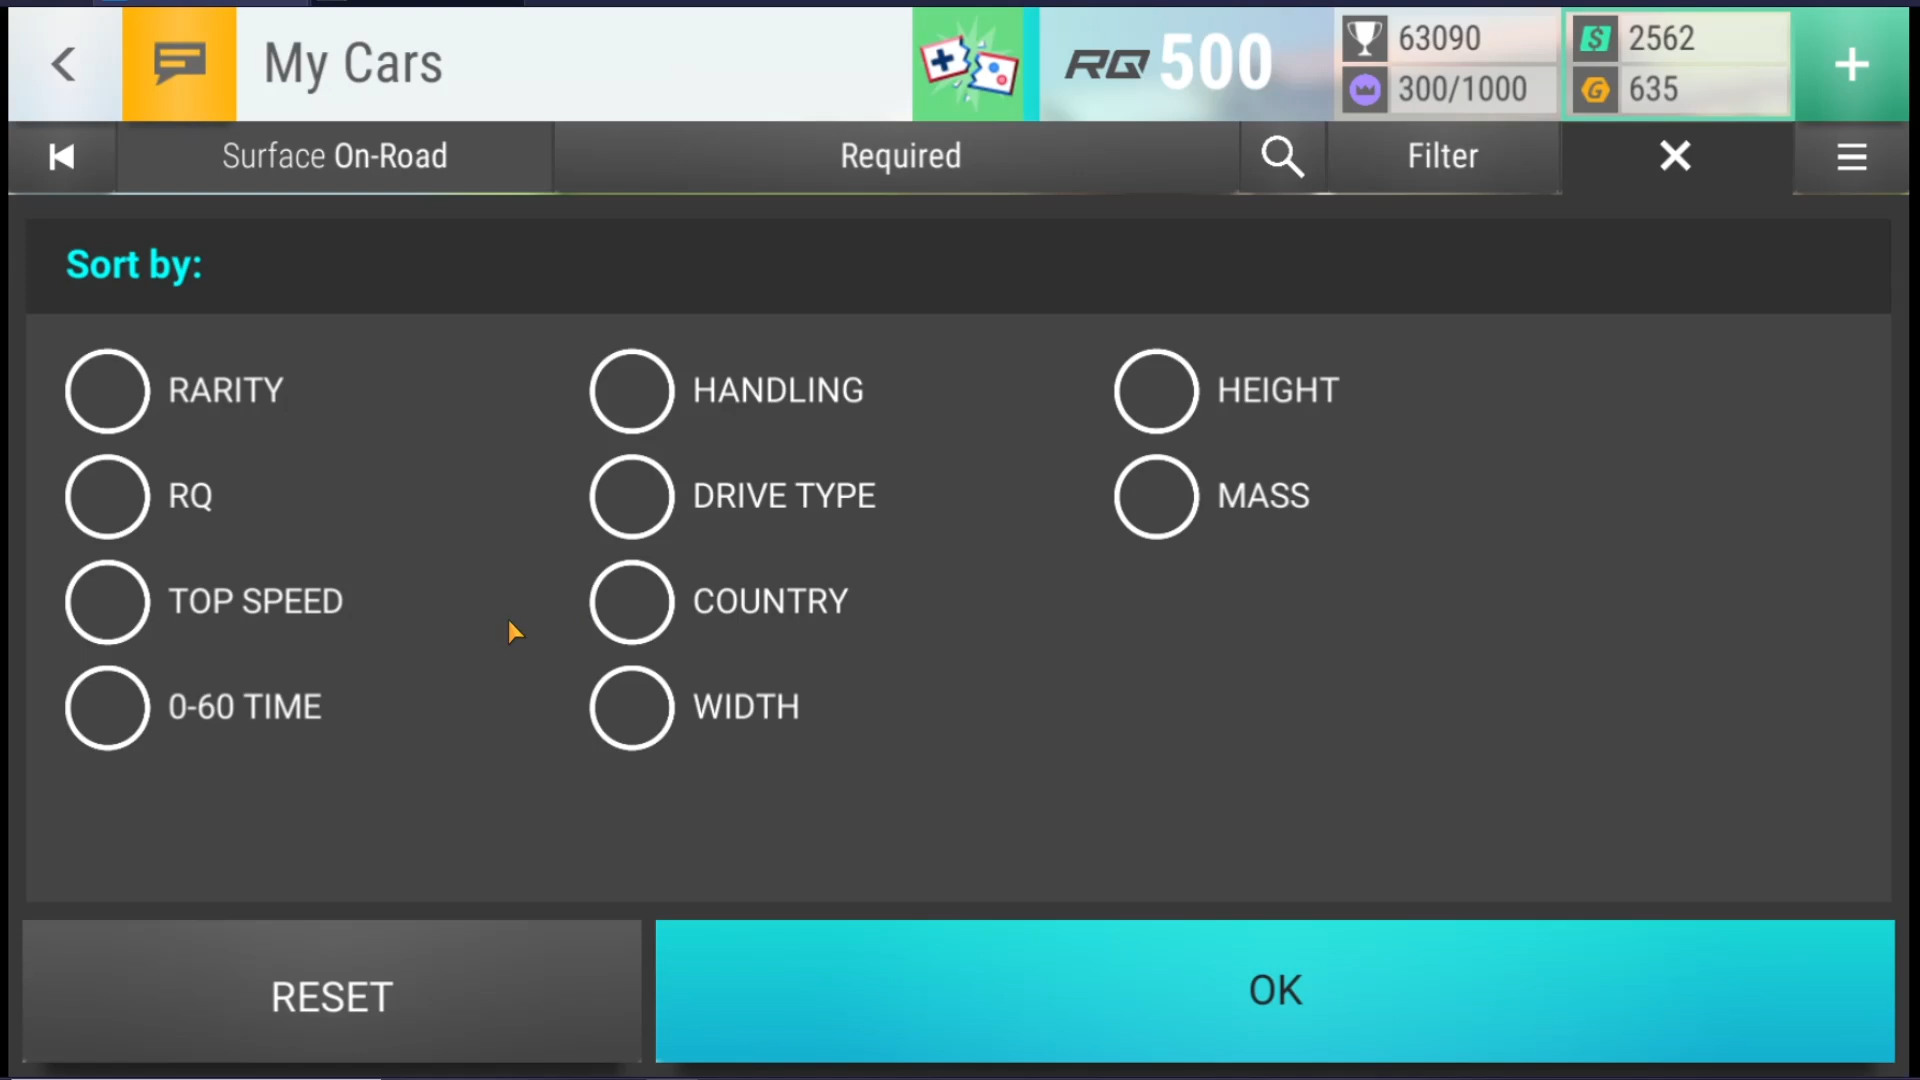 My Cars
RQ 500
63090
300/1000
2562
635
Surface On-Road
Required
Filter
Sort by:
RARITY
HANDLING
HEIGHT
RQ
DRIVE TYPE
MASS
TOP SPEED
COUNTRY
0-60 TIME
WIDTH
RESET
OK